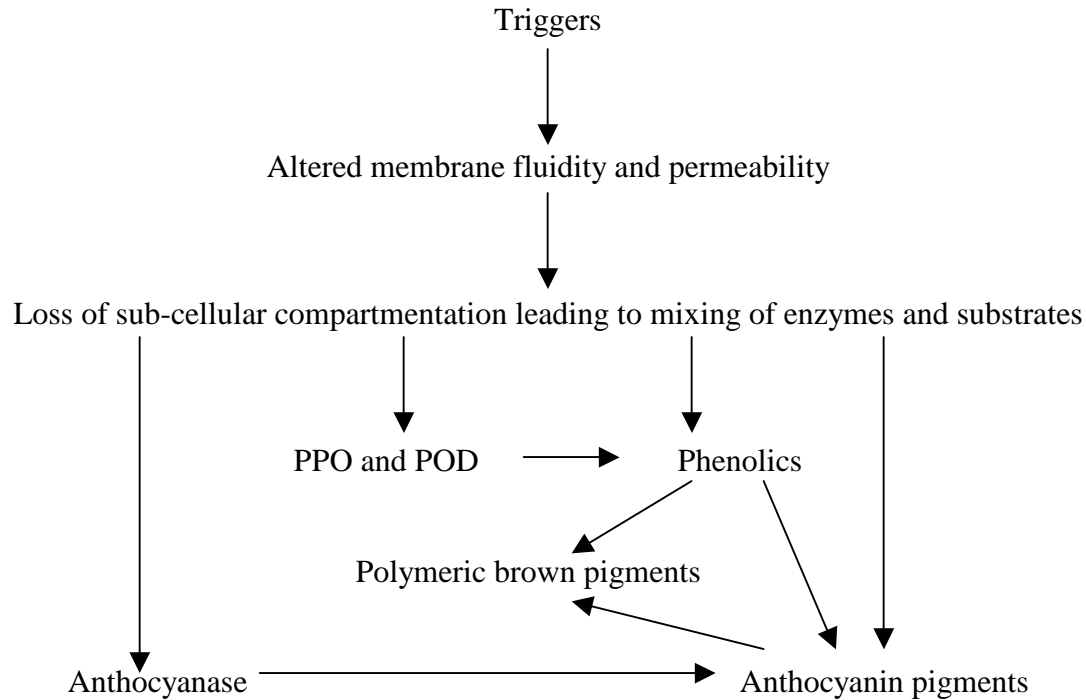 Triggers
Altered membrane fluidity and permeability
Loss of sub-cellular compartmentation leading to mixing of enzymes and substrates
PPO and POD
Phenolics
Polymeric brown pigments
Anthocyanase
Anthocyanin pigments